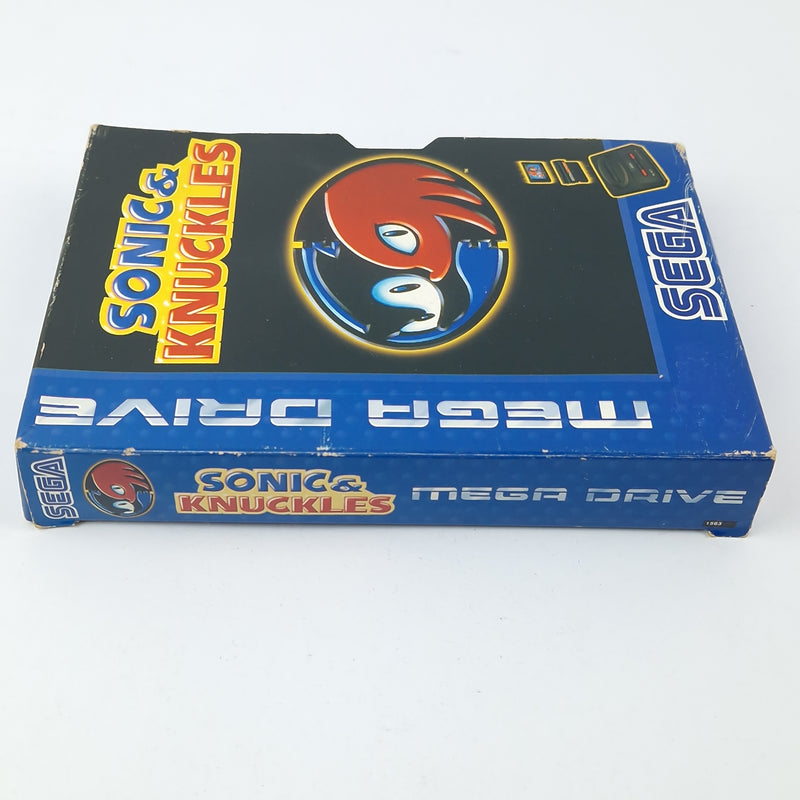 SONIC &
KNUCKLES
SEGA
MEGA DRIVE
SEGA
SONIC &
KNUCKLES
MEGA DRIVE
1563